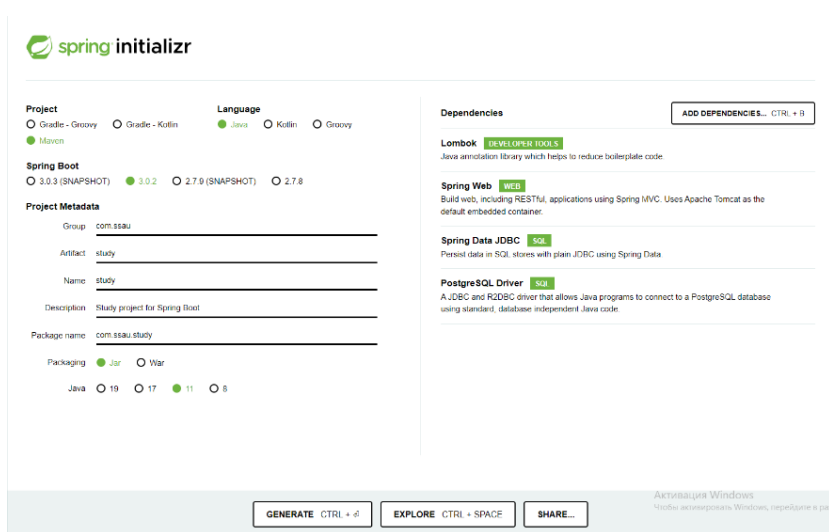 spring initializr
Project
Gradle - Groovy Gradle - Kotlin
Maven
Language
Java Kotlin Groovy
Spring Boot
3.0.3 (SNAPSHOT) 3.0.2 2.7.9 (SNAPSHOT) 2.7.8
Project Metadata
Group com.ssau
Artifact study
Name study
Description Study project for Spring Boot
Package name com.ssau.study
Packaging Jar War
Java 19 17 11 8
Dependencies
ADD DEPENDENCIES... CTRL + B
Lombok DEVELOPER TOOLS
Java annotation library which helps to reduce boilerplate code.
Spring Web WEB
Build web, including RESTful, applications using Spring MVC. Uses Apache Tomcat as the
default embedded container.
Spring Data JDBC SQL
Persist data in SQL stores with plain JDBC using Spring Data.
PostgreSQL Driver SQL
A JDBC and R2DBC driver that allows Java programs to connect to a PostgreSQL database
using standard, database independent Java code.
GENERATE CTRL + ⏎
EXPLORE CTRL + SPACE
SHARE...
Активация Windows
Чтобы активировать Windows, перейдите в